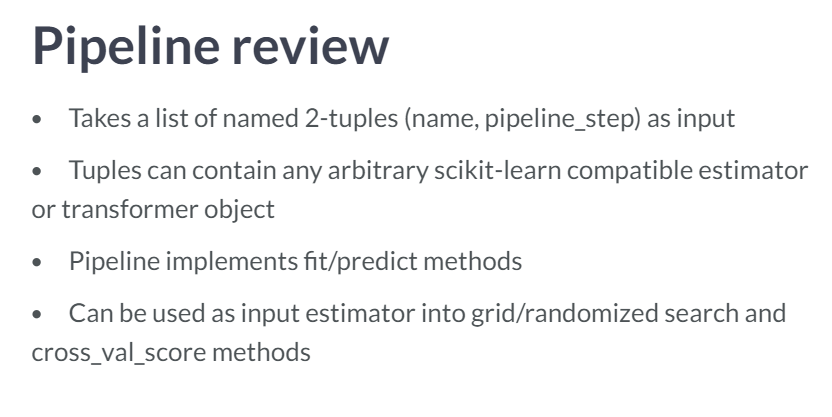 Pipeline review
• Takes a list of named 2-tuples (name, pipeline_step) as input
• Tuples can contain any arbitrary scikit-learn compatible estimator
or transformer object
• Pipeline implements fit/predict methods
• Can be used as input estimator into grid/randomized search and
cross_val_score methods